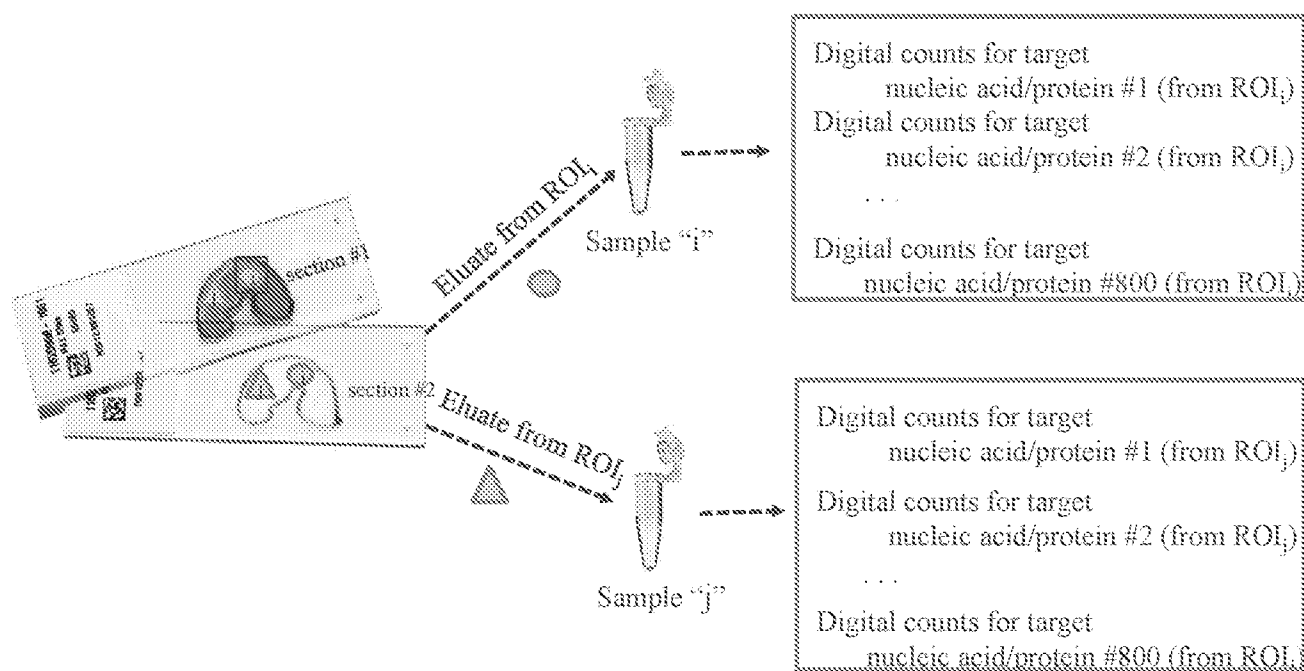 Digital counts for target
nucleic acid/protein #1 (from ROIᵢ)
Digital counts for target
nucleic acid/protein #2 (from ROIᵢ)
. . .
Digital counts for target
nucleic acid/protein #800 (from ROIᵢ)
Eluate from ROIᵢ
Sample “i”
section #1
section #2
Eluate from ROIⱼ
Sample “j”
Digital counts for target
nucleic acid/protein #1 (from ROIⱼ)
Digital counts for target
nucleic acid/protein #2 (from ROIⱼ)
. . .
Digital counts for target
nucleic acid/protein #800 (from ROIⱼ)